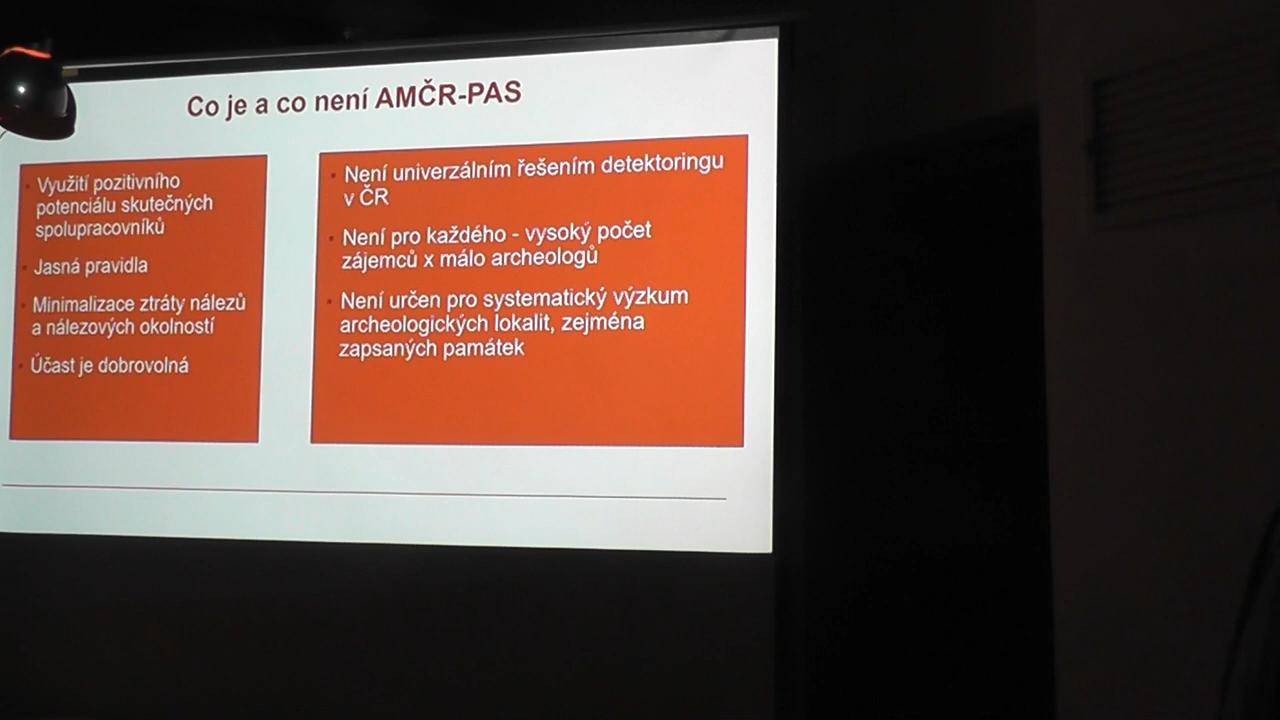 Co je a co není AMČR-PAS
Využití pozitivního
potenciálu skutečných
spolupracovníků
Jasná pravidla
Minimalizace ztráty nálezů
a nálezových okolností
Účast je dobrovolná
Není univerzálním řešením detektoringu
v ČR
Není pro každého - vysoký počet
zájemců x málo archeologů
Není určen pro systematický výzkum
archeologických lokalit, zejména
zapsaných památek